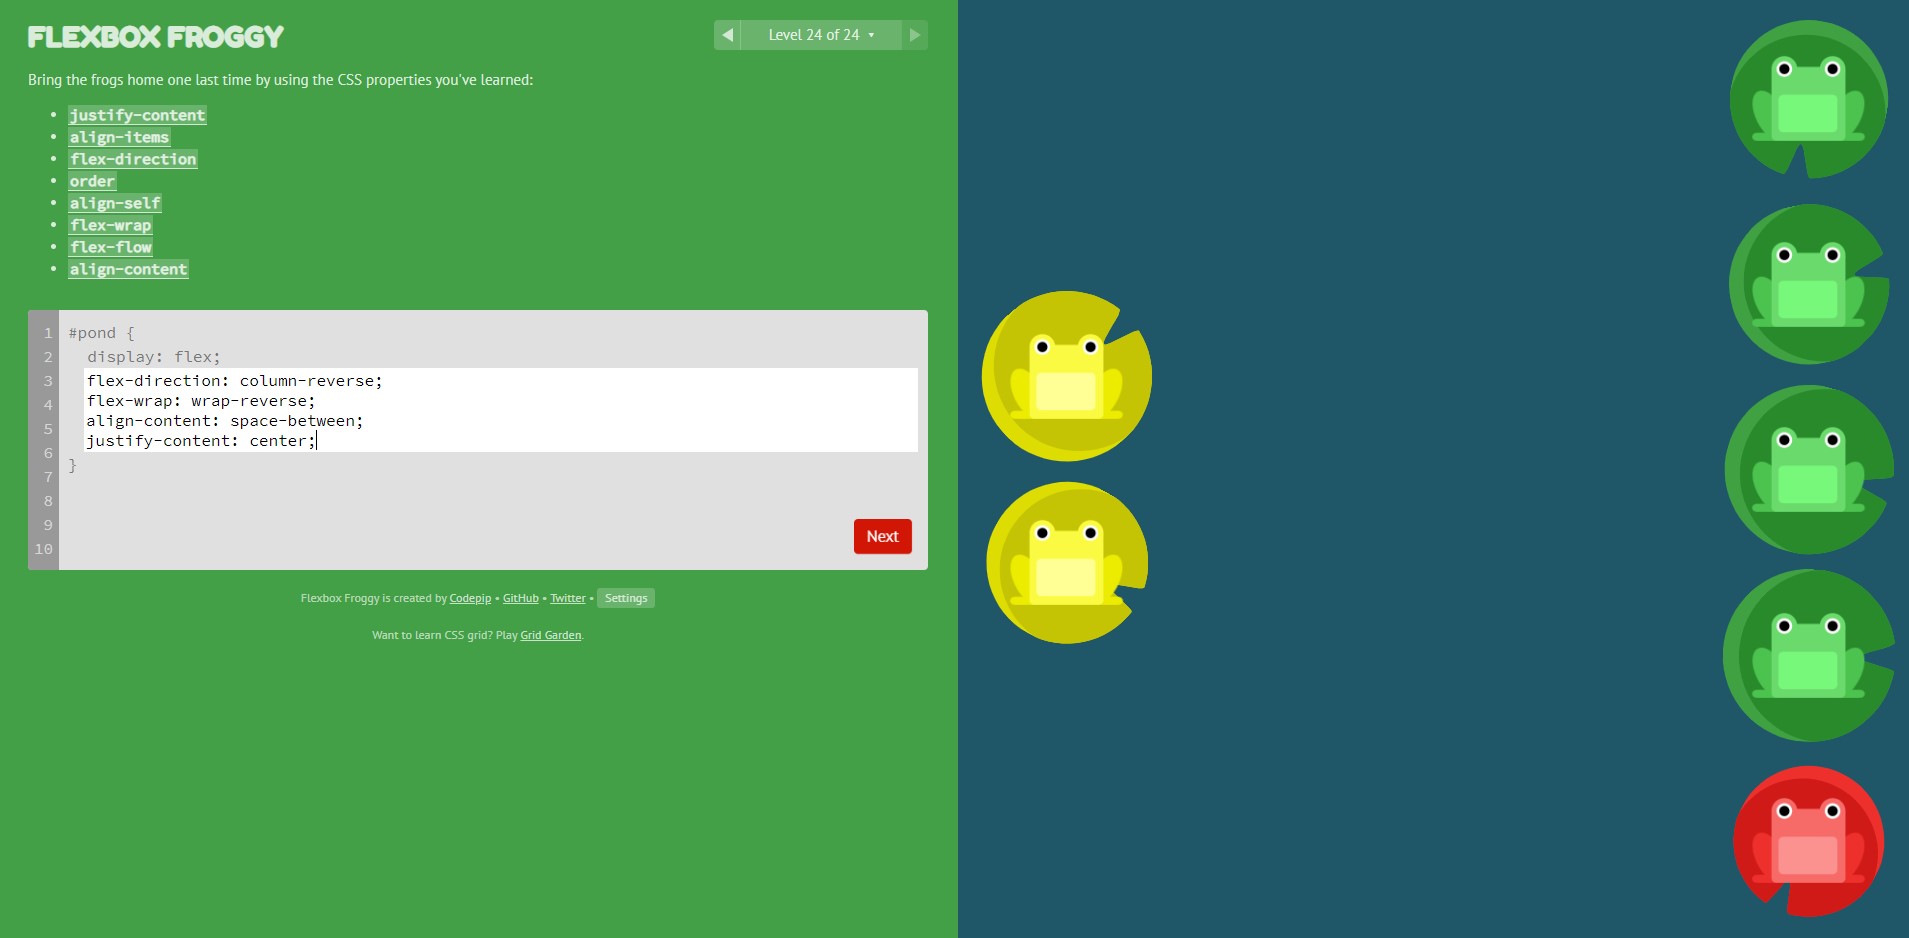 FLEXBOX FROGGY
Level 24 of 24
Bring the frogs home one last time by using the CSS properties you've learned:
justify-content
align-items
flex-direction
order
align-self
flex-wrap
flex-flow
align-content
1 #pond {
2 display: flex;
3 flex-direction: column-reverse;
4 flex-wrap: wrap-reverse;
5 align-content: space-between;
6 justify-content: center;
7 }
8
9
10
Next
Flexbox Froggy is created by Codepip • GitHub • Twitter • Settings
Want to learn CSS grid? Play Grid Garden.